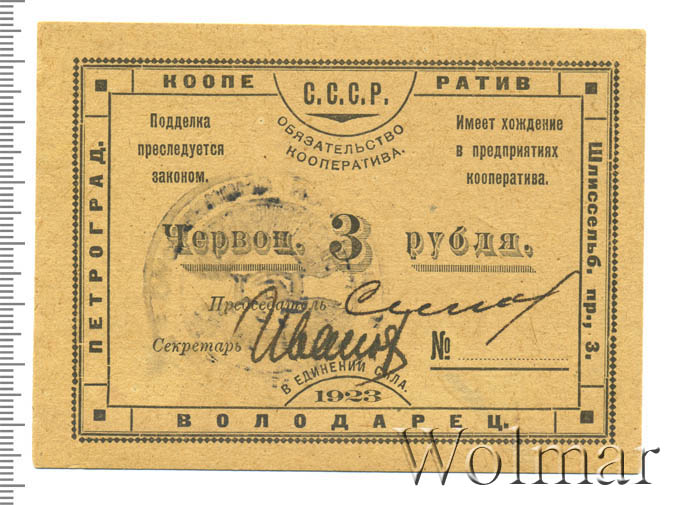 КООПЕ РАТИВ
С.С.С.Р.
ОБЯЗАТЕЛЬСТВО
КООПЕРАТИВА.
Подделка
преследуется
законом.
Имеет хождение
в предприятиях
кооператива.
ПЕТРОГРАД.
Шлиссельб. пр., 3.
Червон. 3 рубля.
Председатель
Секретарь Иванов
№
В ЕДИНЕНИИ СИЛА.
1923
ВОЛОДАРЕЦ.
Wolmar